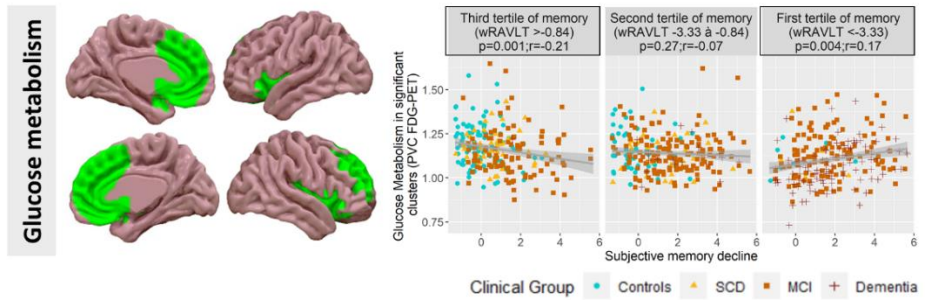 Glucose metabolism
Third tertile of memory
(wRAVLT >-0.84)
p=0.001;r=-0.21
Second tertile of memory
(wRAVLT -3.33 à -0.84)
p=0.27;r=-0.07
First tertile of memory
(wRAVLT <-3.33)
p=0.004;r=0.17
Glucose Metabolism in significant
clusters (PVC FDG-PET)
1.50
1.25
1.00
0.75
0 2 4 6
0 2 4 6
0 2 4 6
Subjective memory decline
Clinical Group Controls SCD MCI Dementia